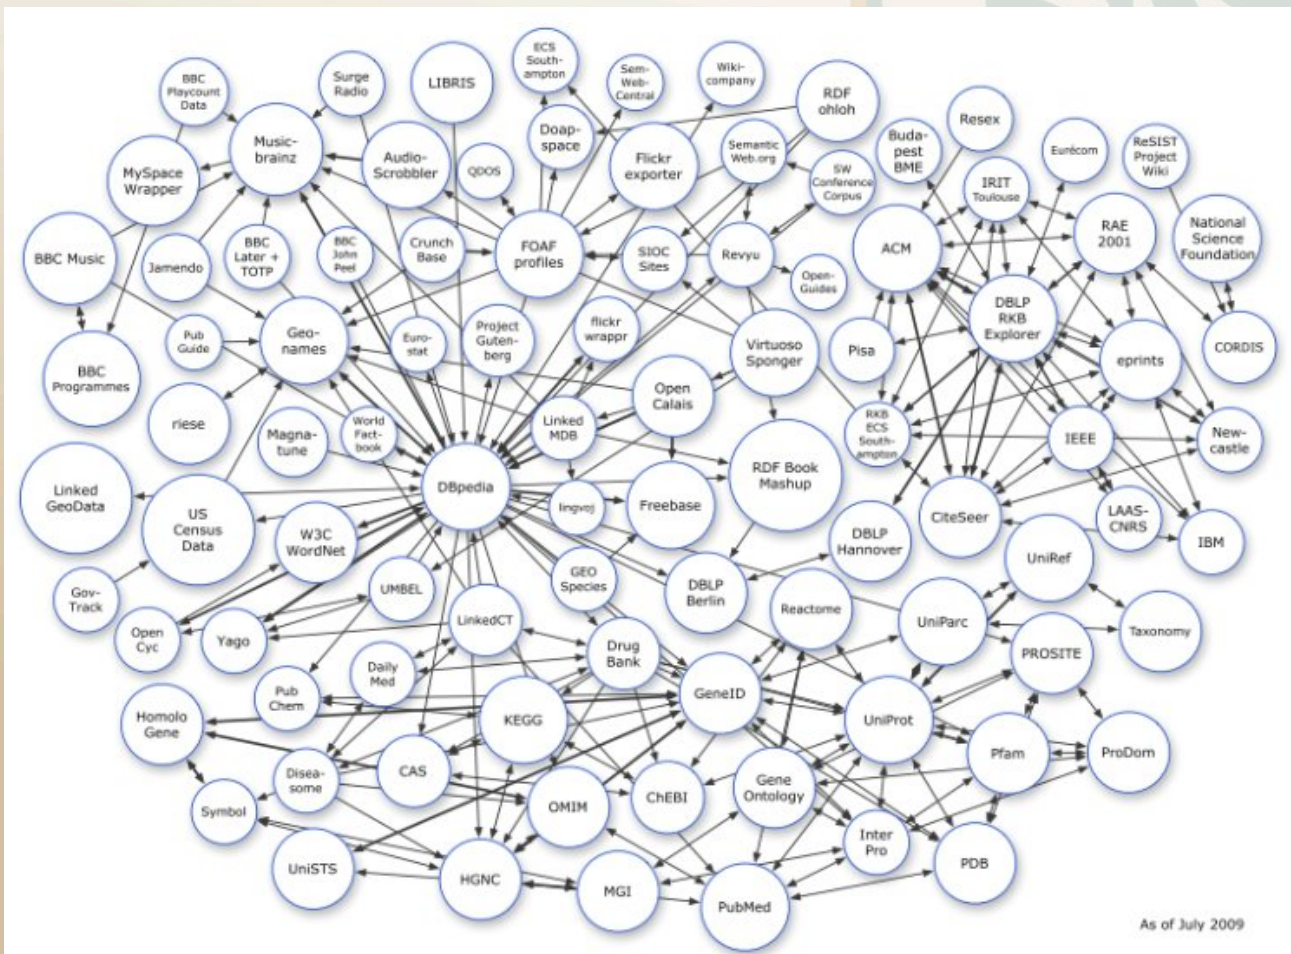 BBC
Playcount
Data
Surge
Radio
LIBRIS
ECS
South-
ampton
Sem-
Web-
Central
Wiki-
company
RDF
ohloh
Resex
Buda-
pest
BME
Eurécom
ReSIST
Project
Wiki
MySpace
Wrapper
Music-
brainz
Audio-
Scrobbler
QDOS
Doap-
space
Flickr
exporter
Semantic
Web.org
SW
Conference
Corpus
IRIT
Toulouse
RAE
2001
National
Science
Foundation
BBC Music
Jamendo
BBC
Later +
TOTP
BBC
John
Peel
Crunch
Base
FOAF
profiles
SIOC
Sites
Revyu
Open-
Guides
ACM
DBLP
RKB
Explorer
BBC
Programmes
Pub
Guide
Geo-
names
Euro-
stat
Project
Guten-
berg
flickr
wrappr
Virtuoso
Sponger
Pisa
eprints
CORDIS
riese
Magna-
tune
World
Fact-
book
Linked
MDB
Open
Calais
RKB
ECS
South-
ampton
IEEE
New-
castle
Linked
GeoData
US
Census
Data
W3C
WordNet
DBpedia
lingvoj
Freebase
RDF Book
Mashup
DBLP
Hannover
CiteSeer
LAAS-
CNRS
IBM
Gov-
Track
Open
Cyc
Yago
UMBEL
LinkedCT
GEO
Species
DBLP
Berlin
Reactome
UniParc
UniRef
Taxonomy
Homolo
Gene
Pub
Chem
Daily
Med
Drug
Bank
KEGG
GeneID
UniProt
PROSITE
Pfam
ProDom
Symbol
Disea-
some
CAS
OMIM
ChEBI
Gene
Ontology
Inter
Pro
PDB
UniSTS
HGNC
MGI
PubMed
As of July 2009